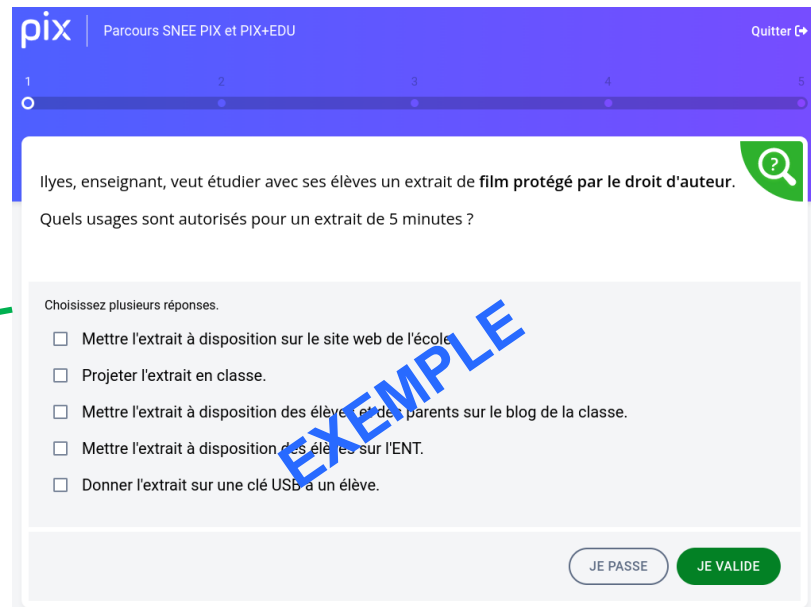 pix Parcours SNEE PIX et PIX+EDU Quitter
1 2 3 4 5
?
Ilyes, enseignant, veut étudier avec ses élèves un extrait de film protégé par le droit d'auteur.
Quels usages sont autorisés pour un extrait de 5 minutes ?
Choisissez plusieurs réponses.
Mettre l'extrait à disposition sur le site web de l'école.
Projeter l'extrait en classe.
Mettre l'extrait à disposition des élèves et des parents sur le blog de la classe.
Mettre l'extrait à disposition des élèves sur l'ENT.
Donner l'extrait sur une clé USB à un élève.
EXEMPLE
JE PASSE JE VALIDE